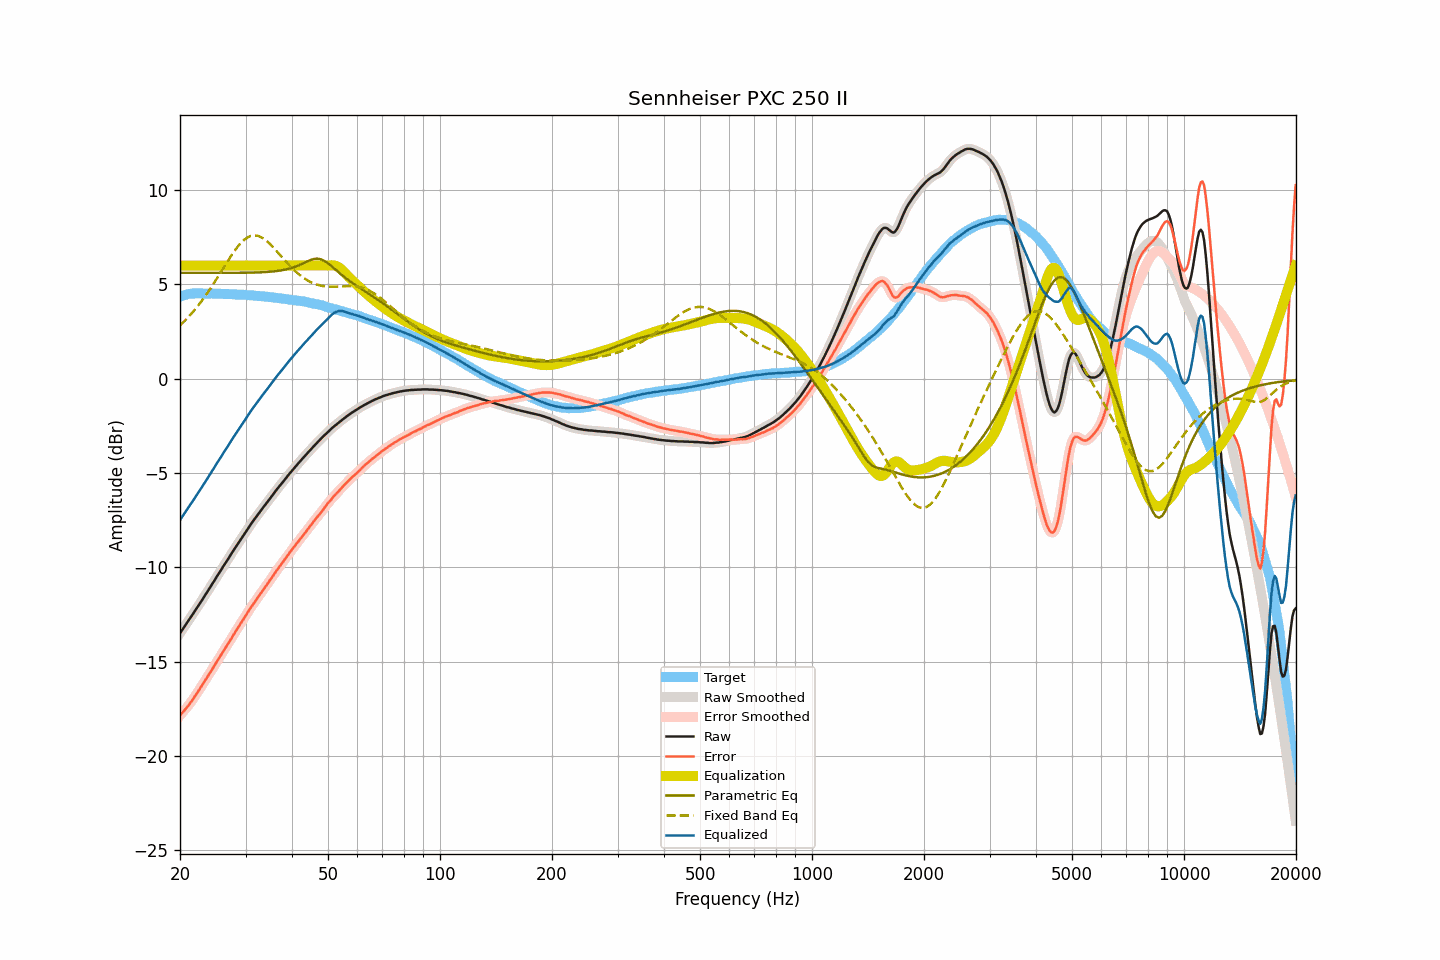 Sennheiser PXC 250 II
Amplitude (dBr)
10
5
0
−5
−10
−15
−20
−25
Target
Raw Smoothed
Error Smoothed
Raw
Error
Equalization
Parametric Eq
Fixed Band Eq
Equalized
20 50 100 200 500 1000 2000 5000 10000 20000
Frequency (Hz)